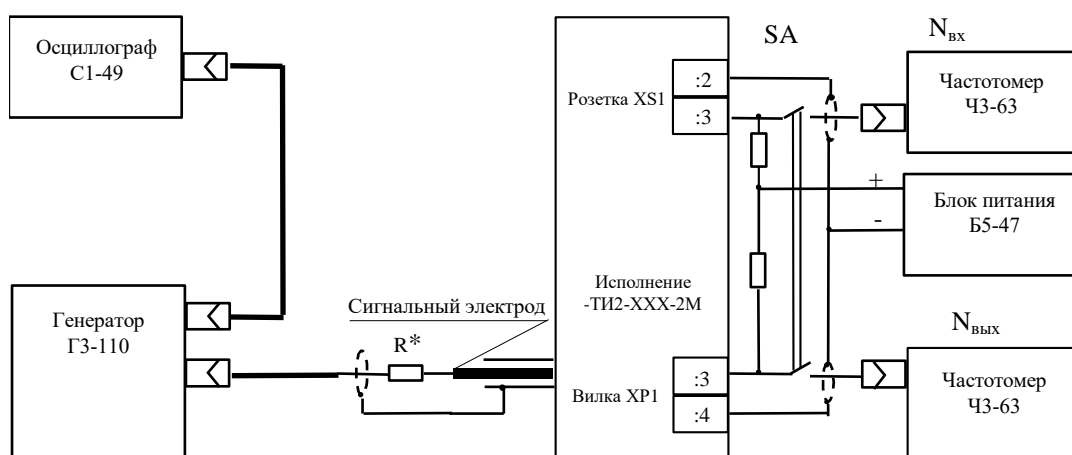 Осциллограф
С1-49
Розетка XS1
:2
:3
SA
Nвх
Частотомер
Ч3-63
+
-
Блок питания
Б5-47
Исполнение
-ТИ2-ХХХ-2М
Генератор
Г3-110
Сигнальный электрод
R*
Вилка XP1
:3
:4
Nвых
Частотомер
Ч3-63